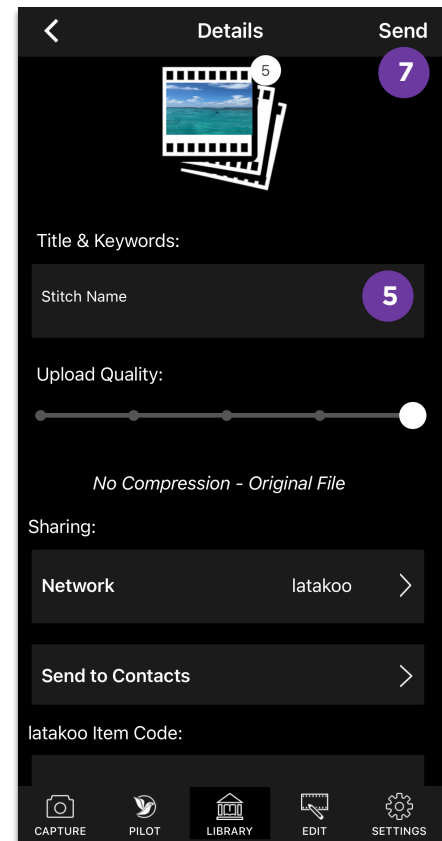 Details
Send
7
5
Title & Keywords:
Stitch Name
5
Upload Quality:
No Compression - Original File
Sharing:
Network latakoo
Send to Contacts
latakoo Item Code:
CAPTURE PILOT LIBRARY EDIT SETTINGS